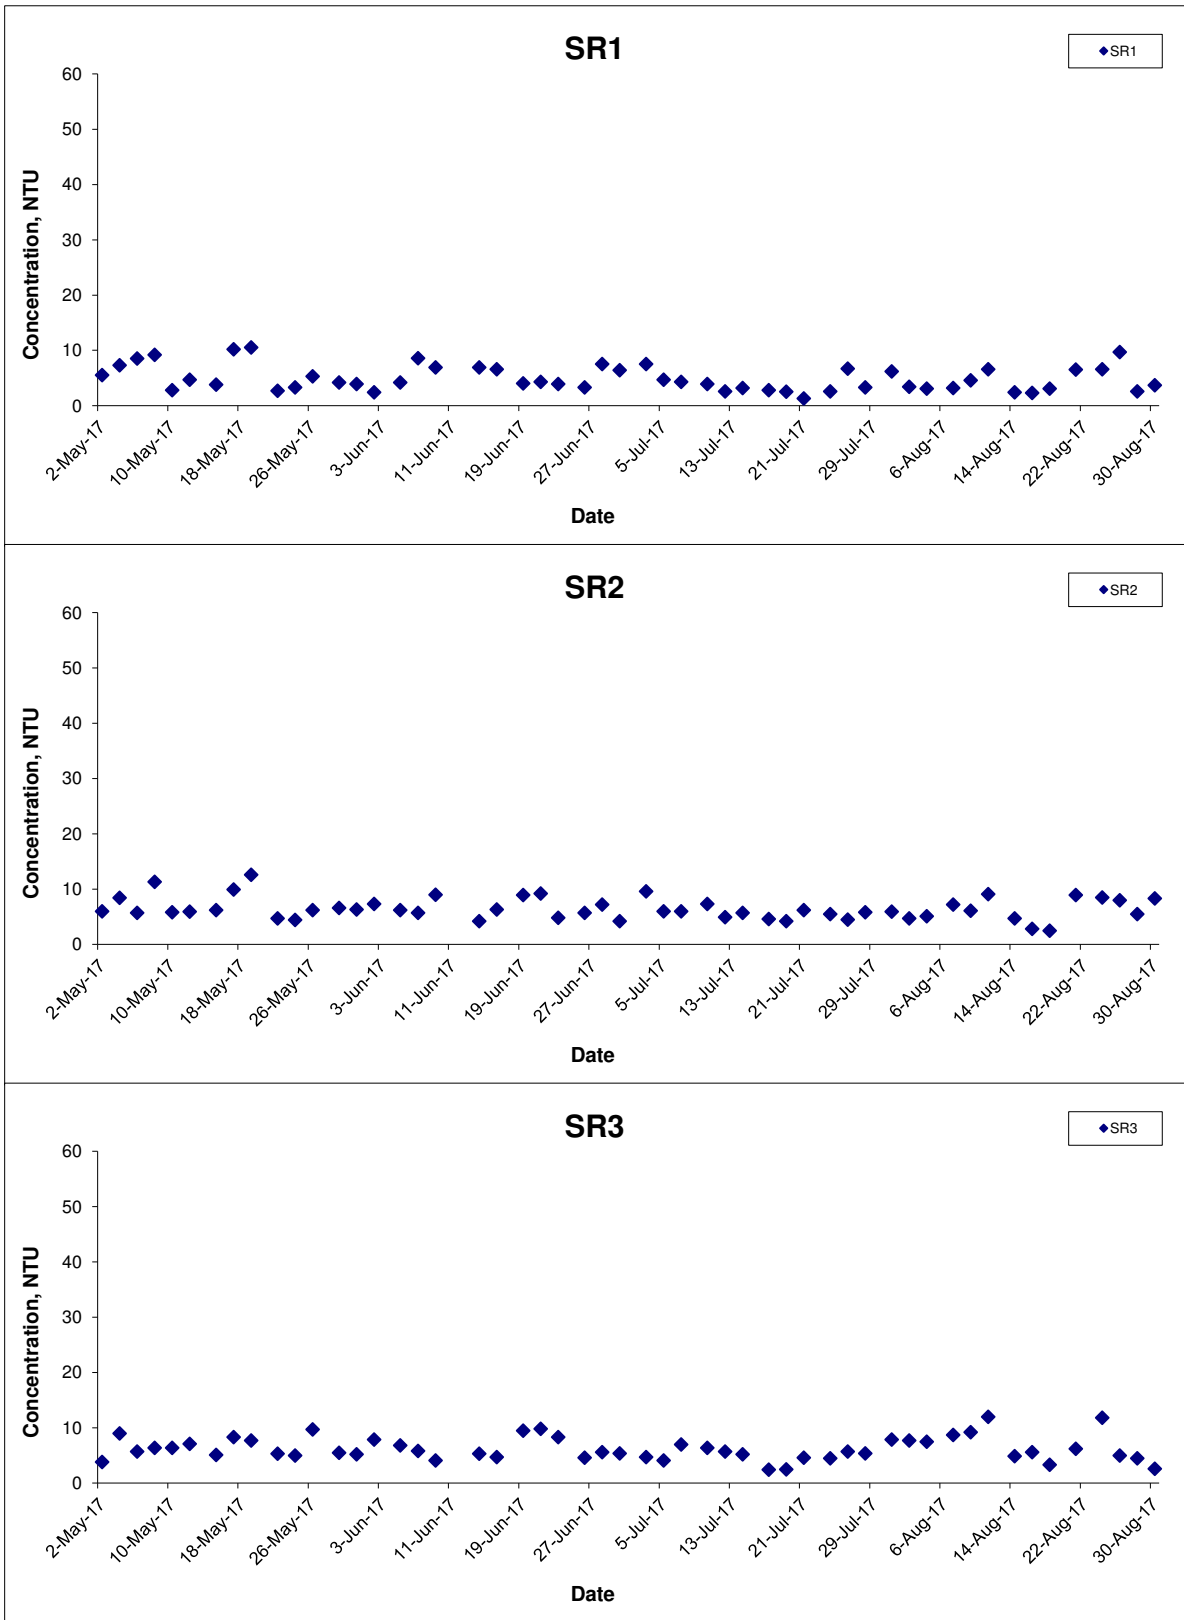 SR1
SR1
60
50
40
30
20
10
0
Concentration, NTU
2-May-17
10-May-17
18-May-17
26-May-17
3-Jun-17
11-Jun-17
19-Jun-17
27-Jun-17
5-Jul-17
13-Jul-17
21-Jul-17
29-Jul-17
6-Aug-17
14-Aug-17
22-Aug-17
30-Aug-17
Date
SR2
SR2
60
50
40
30
20
10
0
Concentration, NTU
2-May-17
10-May-17
18-May-17
26-May-17
3-Jun-17
11-Jun-17
19-Jun-17
27-Jun-17
5-Jul-17
13-Jul-17
21-Jul-17
29-Jul-17
6-Aug-17
14-Aug-17
22-Aug-17
30-Aug-17
Date
SR3
SR3
60
50
40
30
20
10
0
Concentration, NTU
2-May-17
10-May-17
18-May-17
26-May-17
3-Jun-17
11-Jun-17
19-Jun-17
27-Jun-17
5-Jul-17
13-Jul-17
21-Jul-17
29-Jul-17
6-Aug-17
14-Aug-17
22-Aug-17
30-Aug-17
Date